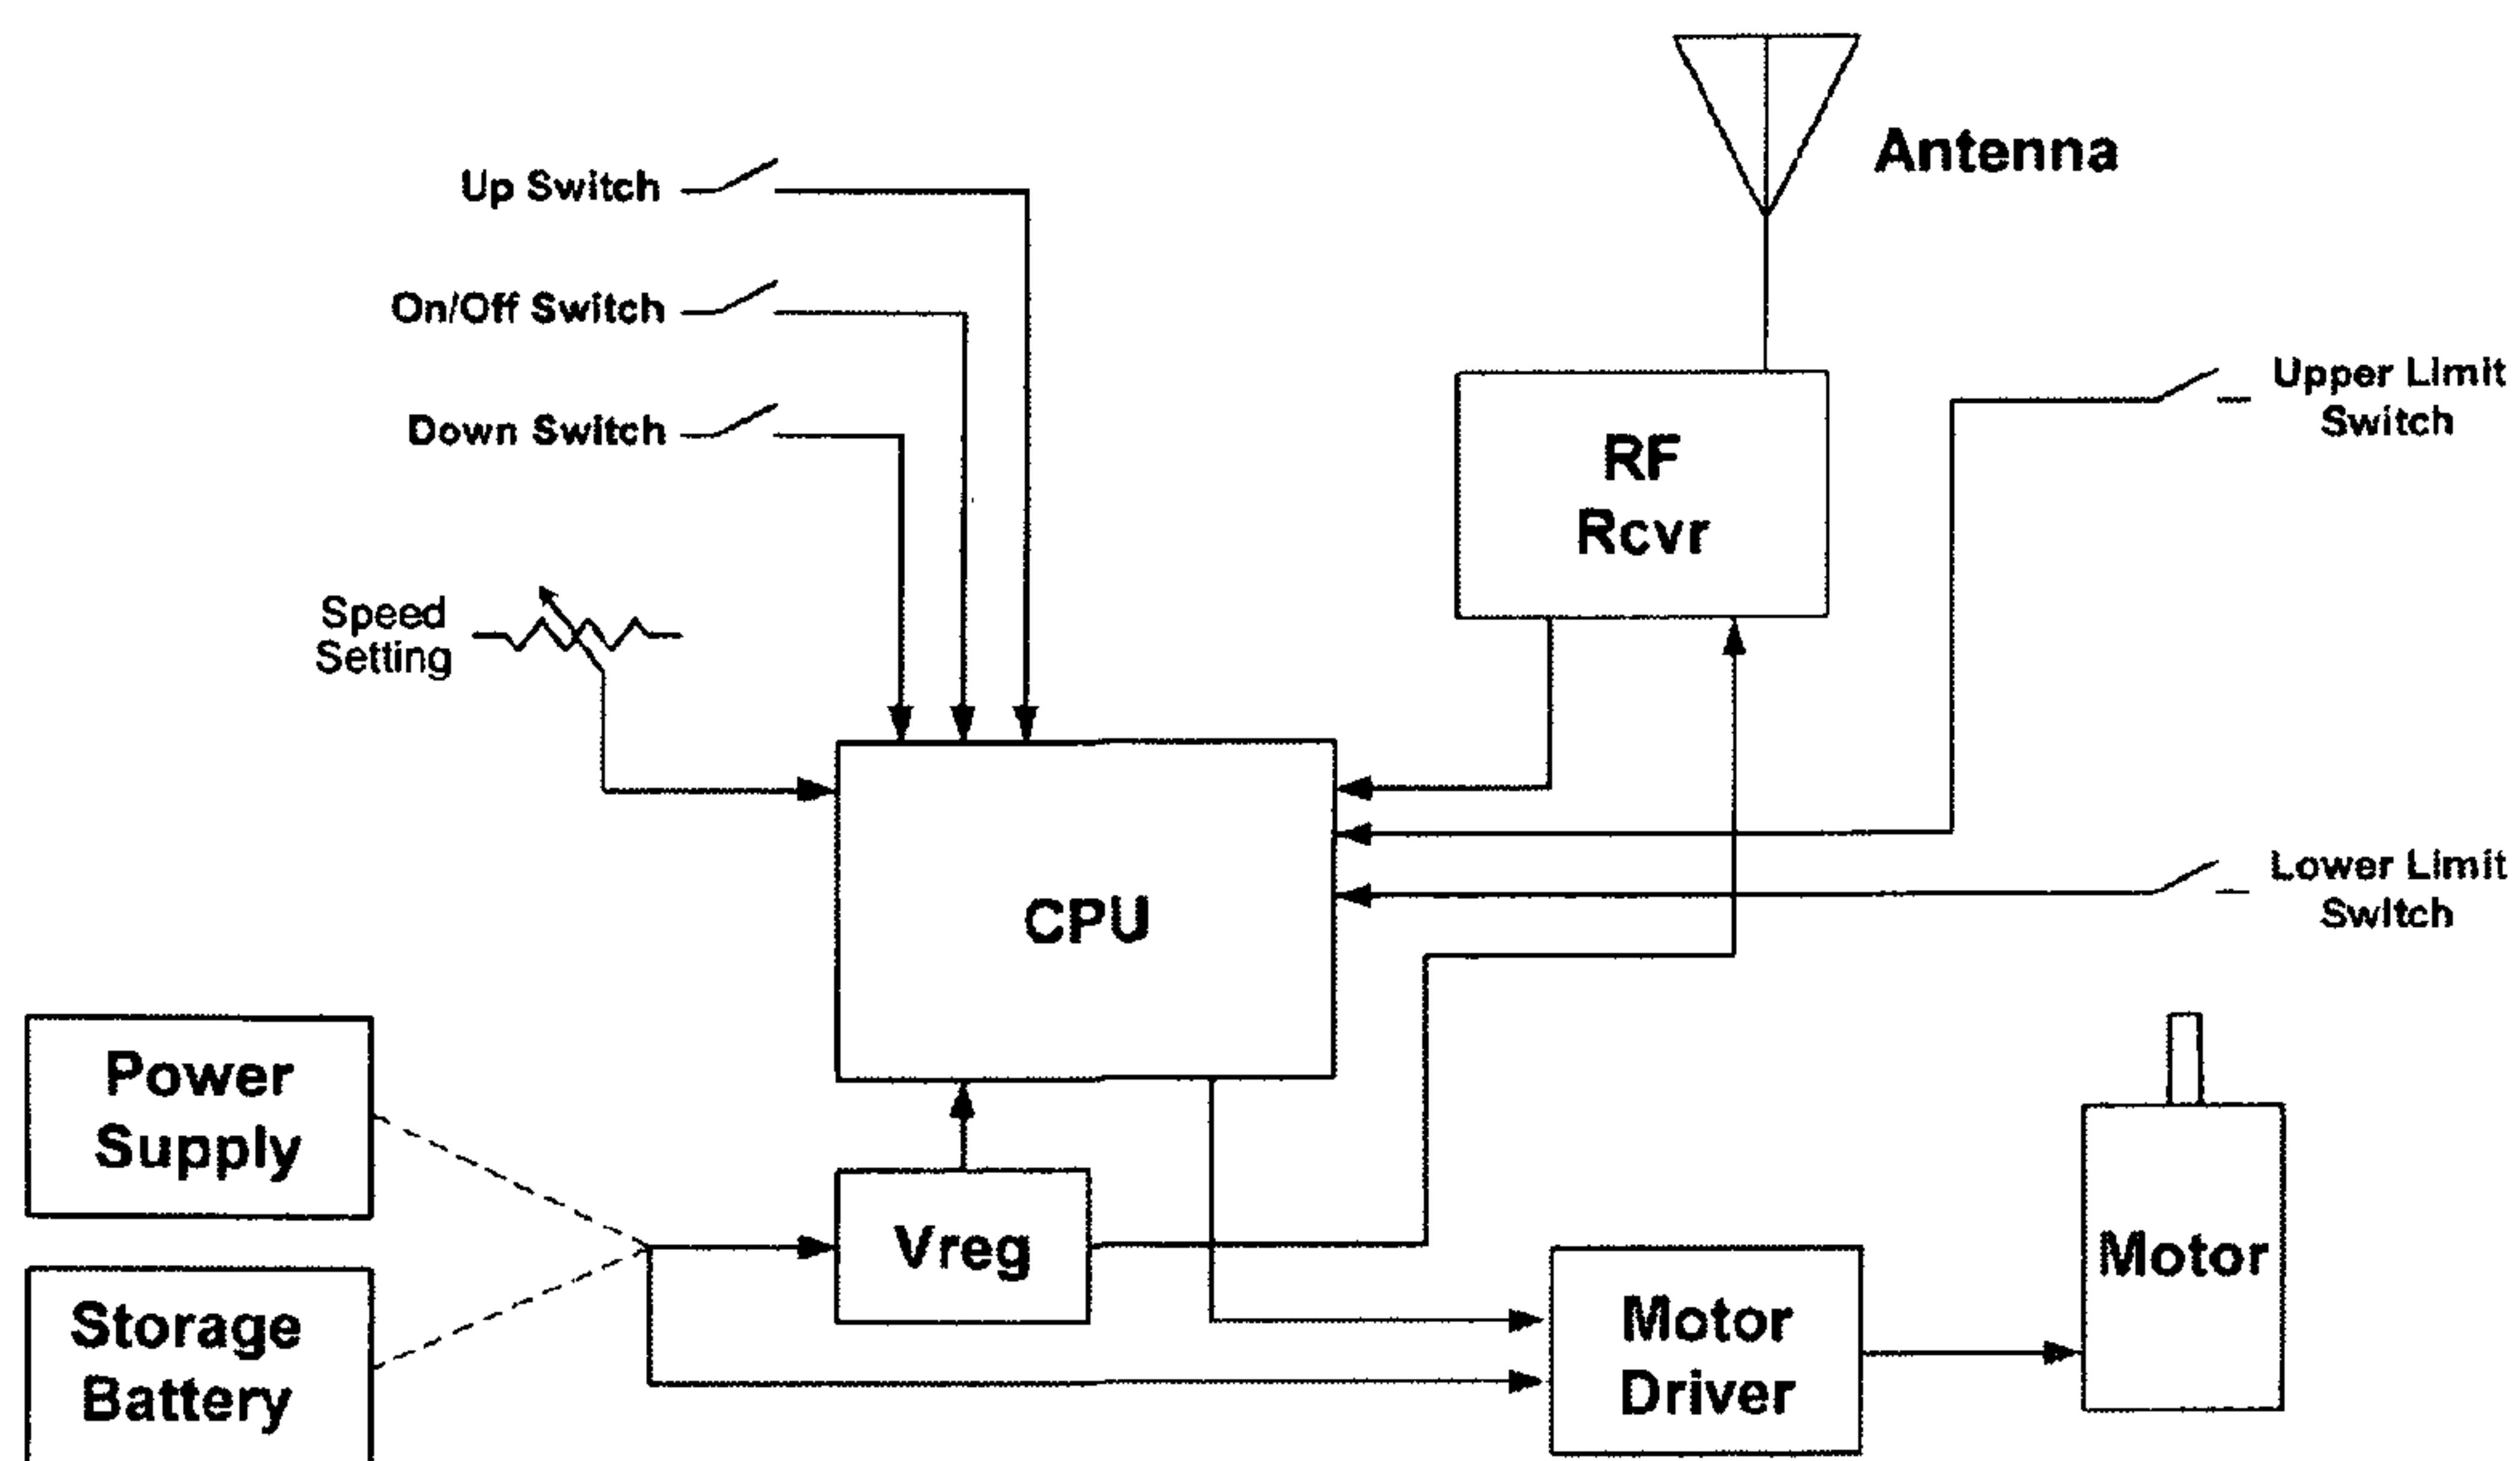 Antenna
Up Switch
On/Off Switch
Down Switch
Upper Limit
Switch
RF
Rcvr
Speed
Setting
Lower Limit
Switch
CPU
Power
Supply
Vreg
Motor
Storage
Battery
Motor
Driver